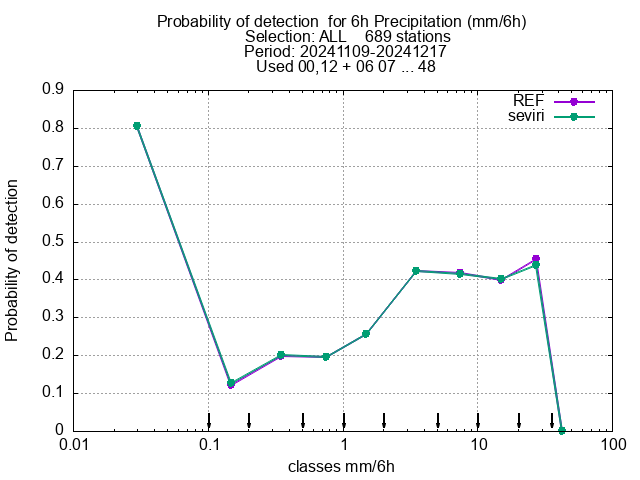 Probability of detection  for 6h Precipitation (mm/6h)
Selection: ALL    689 stations
Period: 20241109-20241217
Used 00,12 + 06 07 ... 48
REF
seviri
0.9
0.8
0.7
0.6
0.5
0.4
0.3
0.2
0.1
0
Probability of detection
0.01 0.1 1 10 100
classes mm/6h